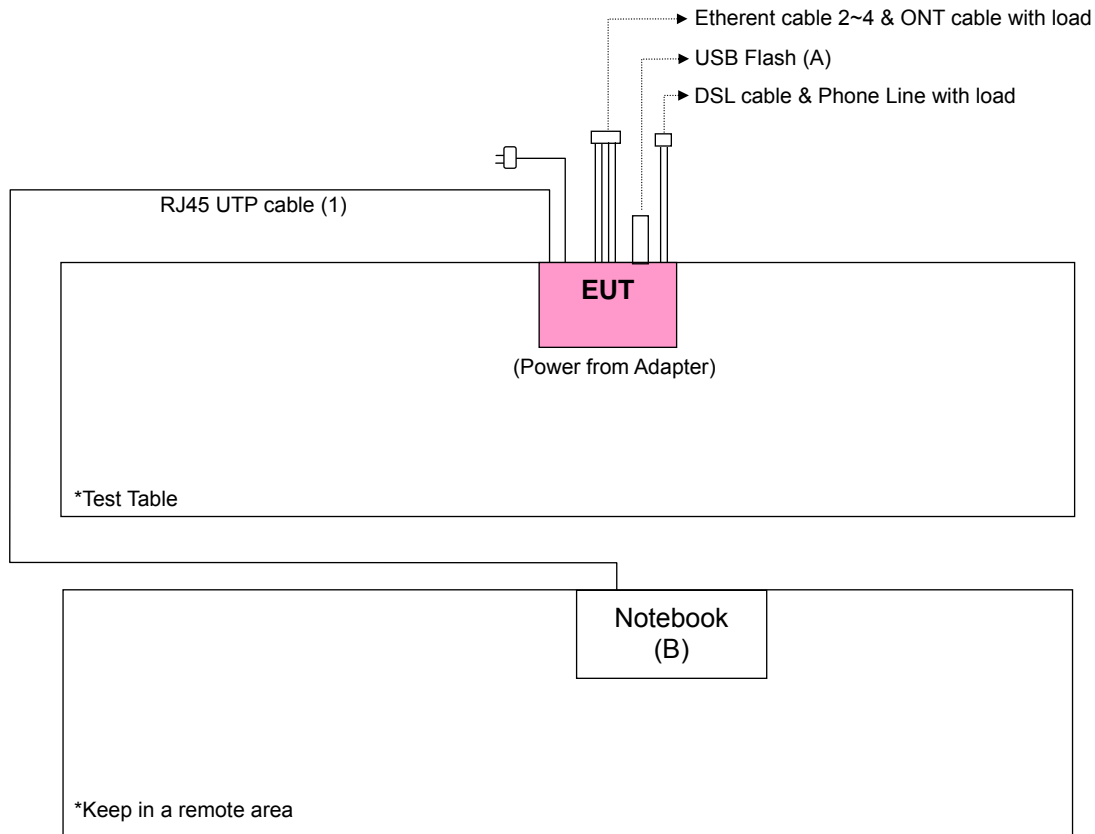 Etherent cable 2~4 & ONT cable with load
USB Flash (A)
DSL cable & Phone Line with load
RJ45 UTP cable (1)
EUT
(Power from Adapter)
*Test Table
Notebook
(B)
*Keep in a remote area